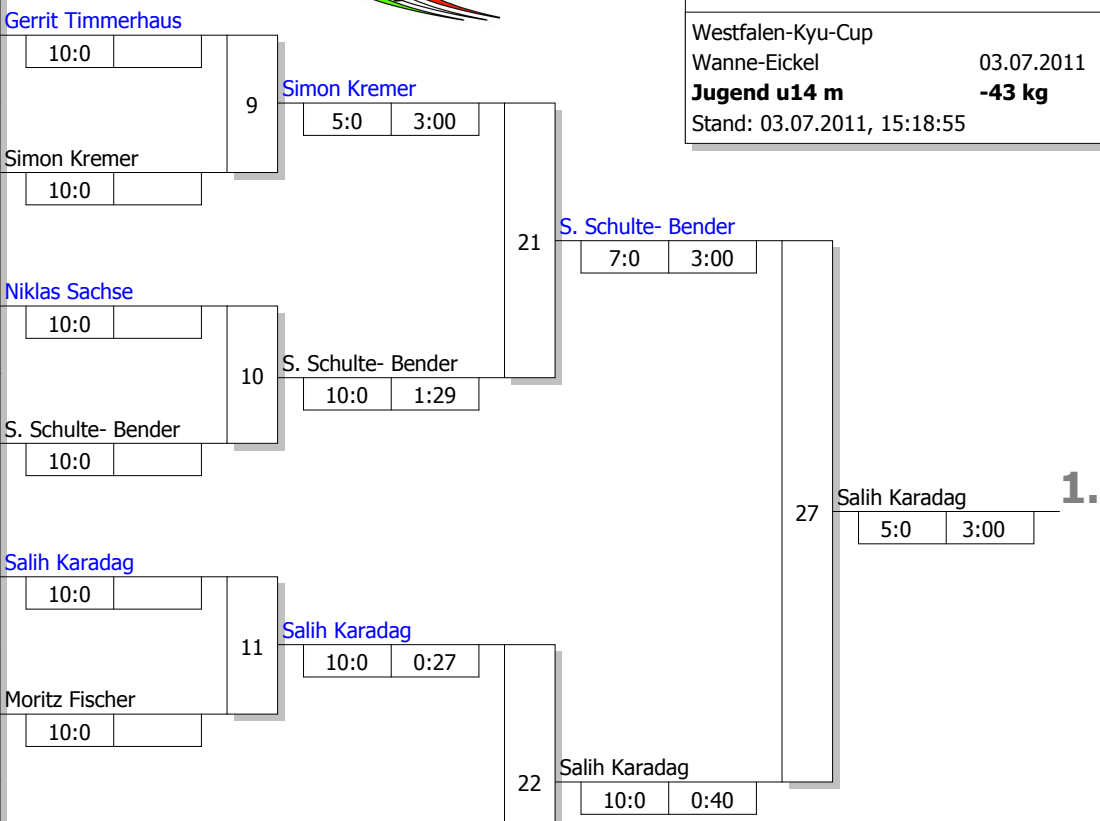 Westfalen-Kyu-Cup
Wanne-Eickel 03.07.2011
Jugend u14 m -43 kg
Stand: 03.07.2011, 15:18:55
Gerrit Timmerhaus
10:0
9
Simon Kremer
10:0
Simon Kremer
5:0 3:00
Niklas Sachse
10:0
10
S. Schulte- Bender
10:0
S. Schulte- Bender
10:0 1:29
21
S. Schulte- Bender
7:0 3:00
Salih Karadag
10:0
11
Moritz Fischer
10:0
Salih Karadag
10:0 0:27
22
Salih Karadag
10:0 0:40
27
Salih Karadag 1.
5:0 3:00